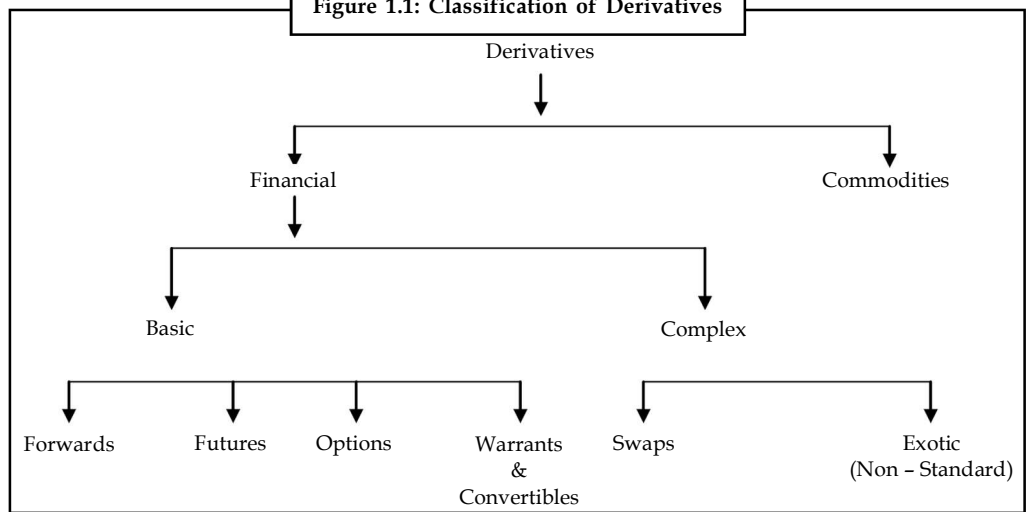 Figure 1.1: Classification of Derivatives
Derivatives
Financial Commodities
Basic Complex
Forwards Futures Options Warrants Swaps Exotic
& (Non – Standard)
Convertibles